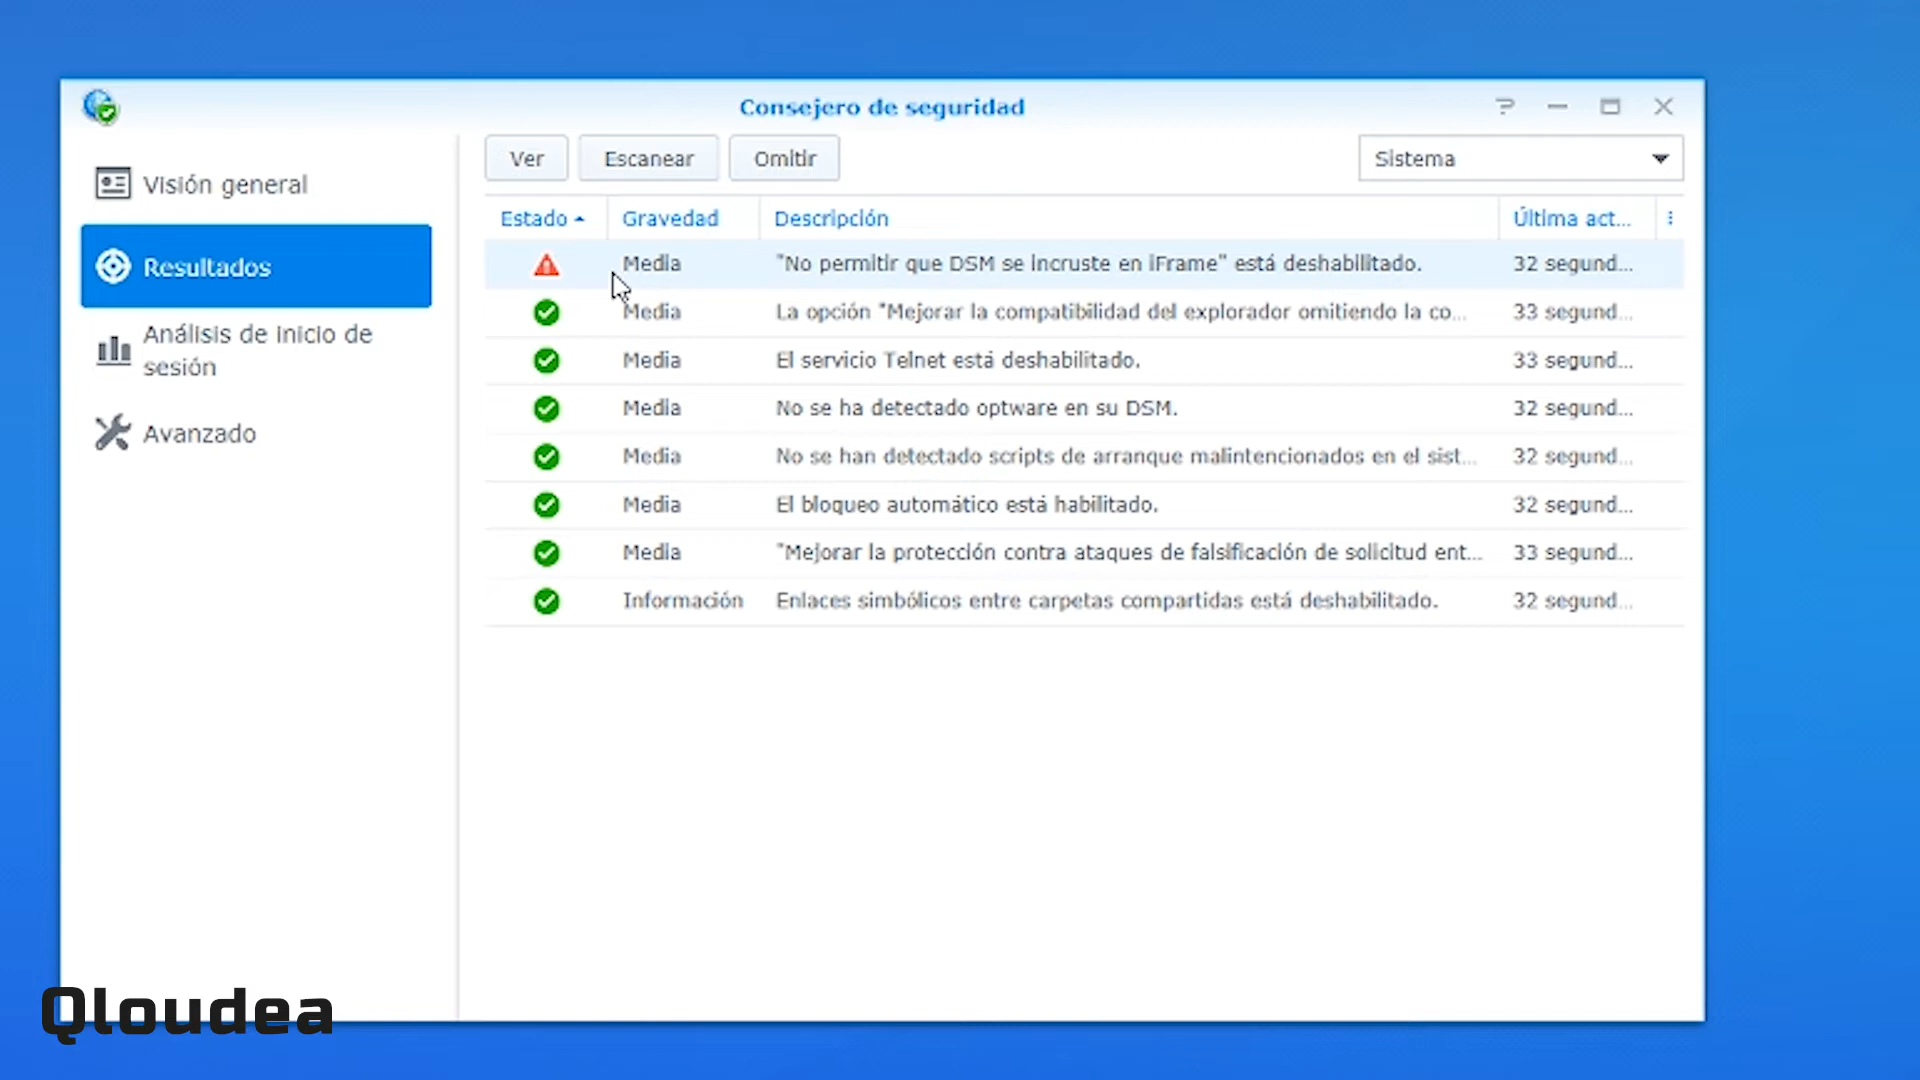 Consejero de seguridad
Visión general
Resultados
Análisis de inicio de
sesión
Avanzado
Ver Escanear Omitir Sistema
Estado Gravedad Descripción Última act...
Media "No permitir que DSM se incruste en iFrame" está deshabilitado. 32 segund...
Media La opción "Mejorar la compatibilidad del explorador omitiendo la co... 33 segund...
Media El servicio Telnet está deshabilitado. 33 segund...
Media No se ha detectado optware en su DSM. 32 segund...
Media No se han detectado scripts de arranque malintencionados en el sist... 32 segund...
Media El bloqueo automático está habilitado. 32 segund...
Media "Mejorar la protección contra ataques de falsificación de solicitud ent... 33 segund...
Información Enlaces simbólicos entre carpetas compartidas está deshabilitado. 32 segund...
Qloudea